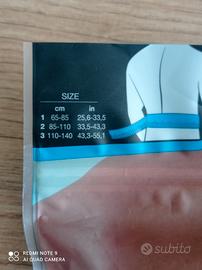 SIZE
cm in
1 65-85 25,6-33,5
2 85-110 33,5-43,3
3 110-140 43,3-55,1
REDMI NOTE 9
AI QUAD CAMERA
subito